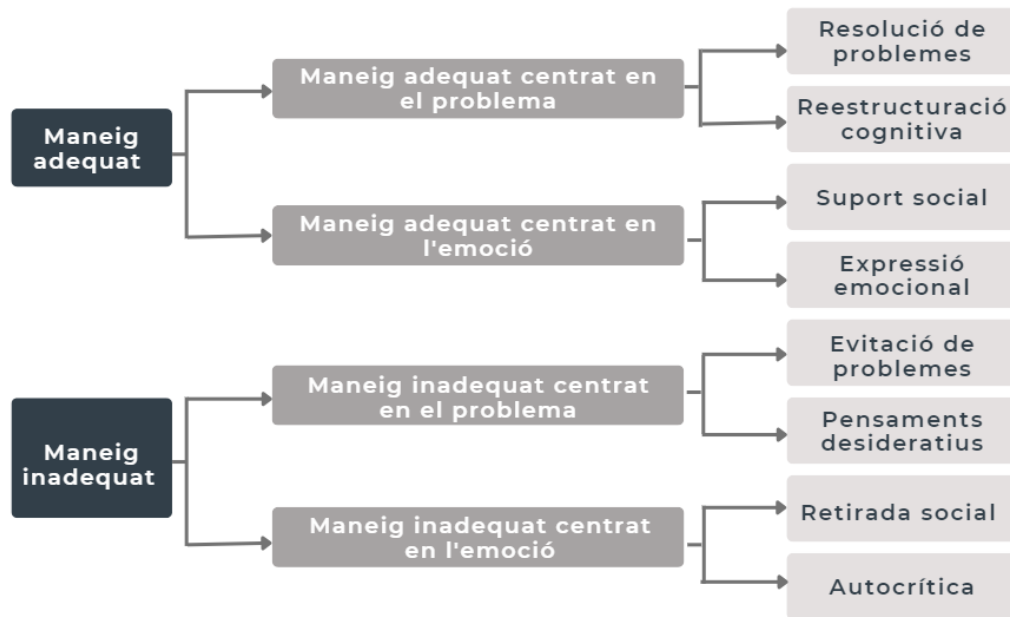 Maneig
adequat
Maneig adequat centrat en
el problema
Resolució de
problemes
Reestructuració
cognitiva
Maneig adequat centrat en
l'emoció
Suport social
Expressió
emocional
Maneig
inadequat
Maneig inadequat centrat
en el problema
Evitació de
problemes
Pensaments
desideratius
Maneig inadequat centrat
en l'emoció
Retirada social
Autocrítica